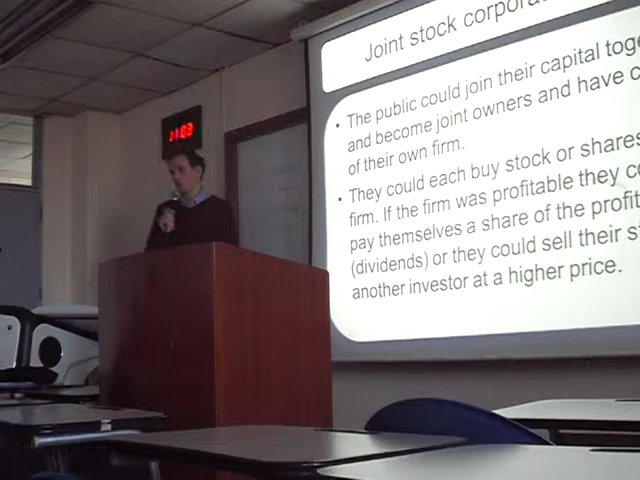 Joint stock
• The public could join their capital
and become joint owners and have
of their own firm.
• They could each buy stock or shares
firm. If the firm was profitable they
pay themselves a share of the profit
(dividends) or they could sell their
another investor at a higher price.